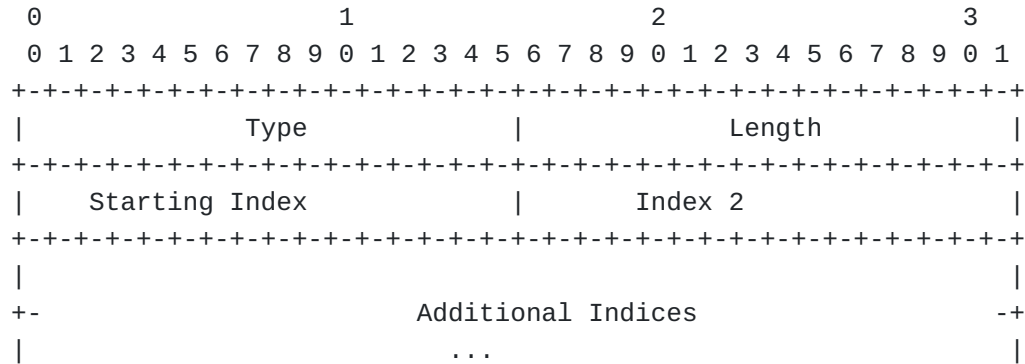 0                   1                   2                   3
 0 1 2 3 4 5 6 7 8 9 0 1 2 3 4 5 6 7 8 9 0 1 2 3 4 5 6 7 8 9 0 1
+-+-+-+-+-+-+-+-+-+-+-+-+-+-+-+-+-+-+-+-+-+-+-+-+-+-+-+-+-+-+-+-+
|              Type             |             Length            |
+-+-+-+-+-+-+-+-+-+-+-+-+-+-+-+-+-+-+-+-+-+-+-+-+-+-+-+-+-+-+-+-+
|    Starting Index             |       Index 2                 |
+-+-+-+-+-+-+-+-+-+-+-+-+-+-+-+-+-+-+-+-+-+-+-+-+-+-+-+-+-+-+-+-+
|                                                               |
+-                        Additional Indices                   -+
|                           ...                                 |